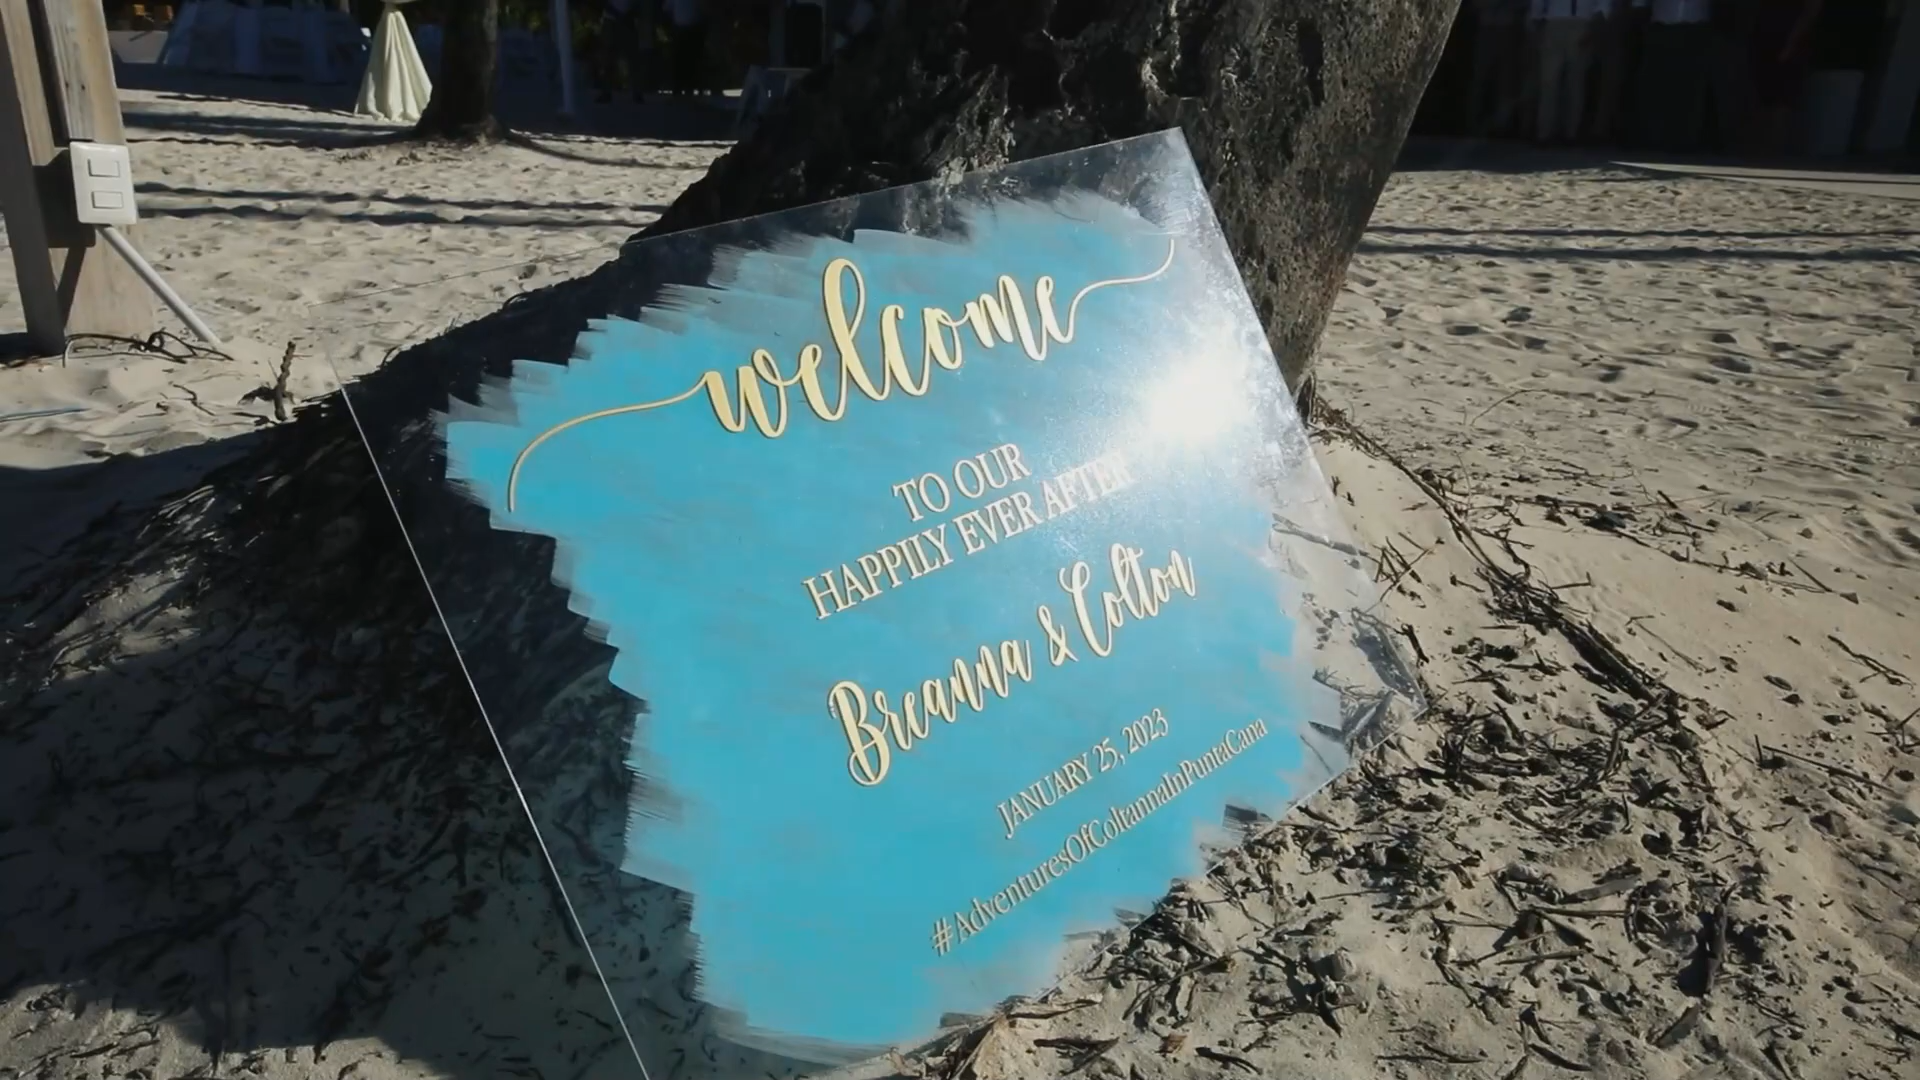 welcome
TO OUR
HAPPILY EVER AFTER
Breanna & Colton
JANUARY 25, 2023
#AdventuresOfColtannaInPuntaCana